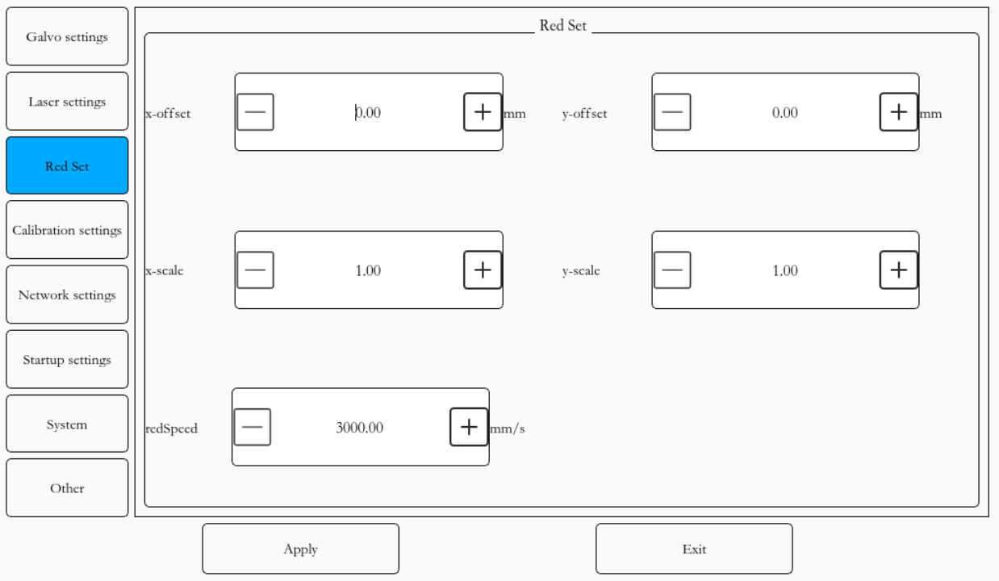 Galvo settings
Laser settings
Red Set
Calibration settings
Network settings
Startup settings
System
Other
Red Set
x-offset 0.00 mm y-offset 0.00 mm
x-scale 1.00 y-scale 1.00
redSpeed 3000.00 mm/s
Apply Exit